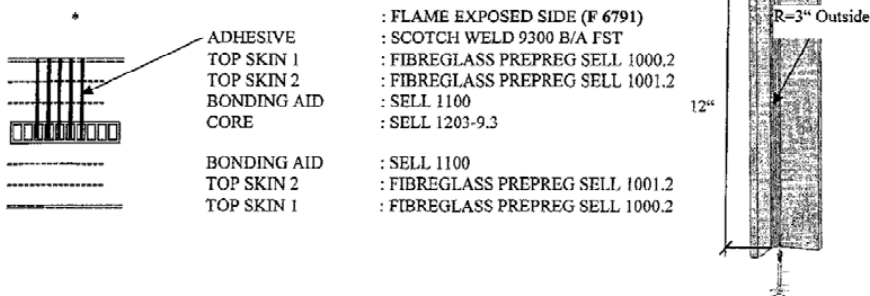 : FLAME EXPOSED SIDE (F 6791)
ADHESIVE : SCOTCH WELD 9300 B/A FST
TOP SKIN 1 : FIBREGLASS PREPREG SELL 1000.2
TOP SKIN 2 : FIBREGLASS PREPREG SELL 1001.2
BONDING AID : SELL 1100
CORE : SELL 1203-9.3
BONDING AID : SELL 1100
TOP SKIN 2 : FIBREGLASS PREPREG SELL 1001.2
TOP SKIN 1 : FIBREGLASS PREPREG SELL 1000.2
R=3“ Outside
12“